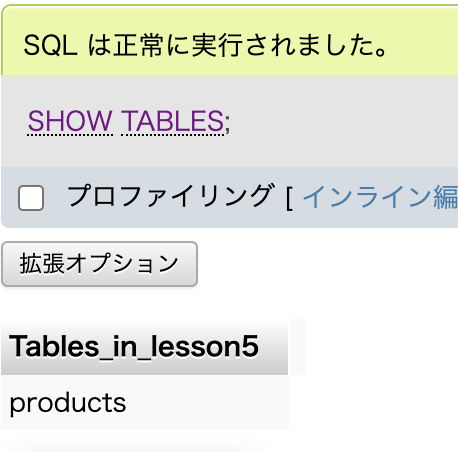 SQL は正常に実行されました。
SHOW TABLES;
プロファイリング [ インライン編
拡張オプション
Tables_in_lesson5
products